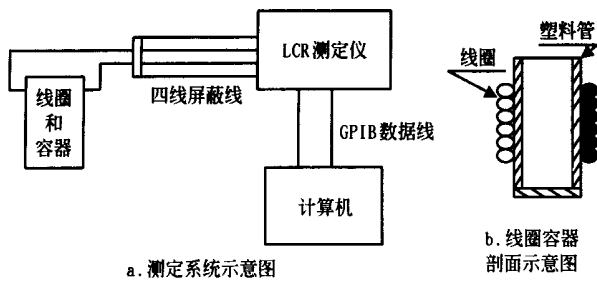 LCR测定仪
四线屏蔽线
线圈
和
容器
GPIB数据线
计算机
a.测定系统示意图
塑料管
线圈
b.线圈容器
剖面示意图